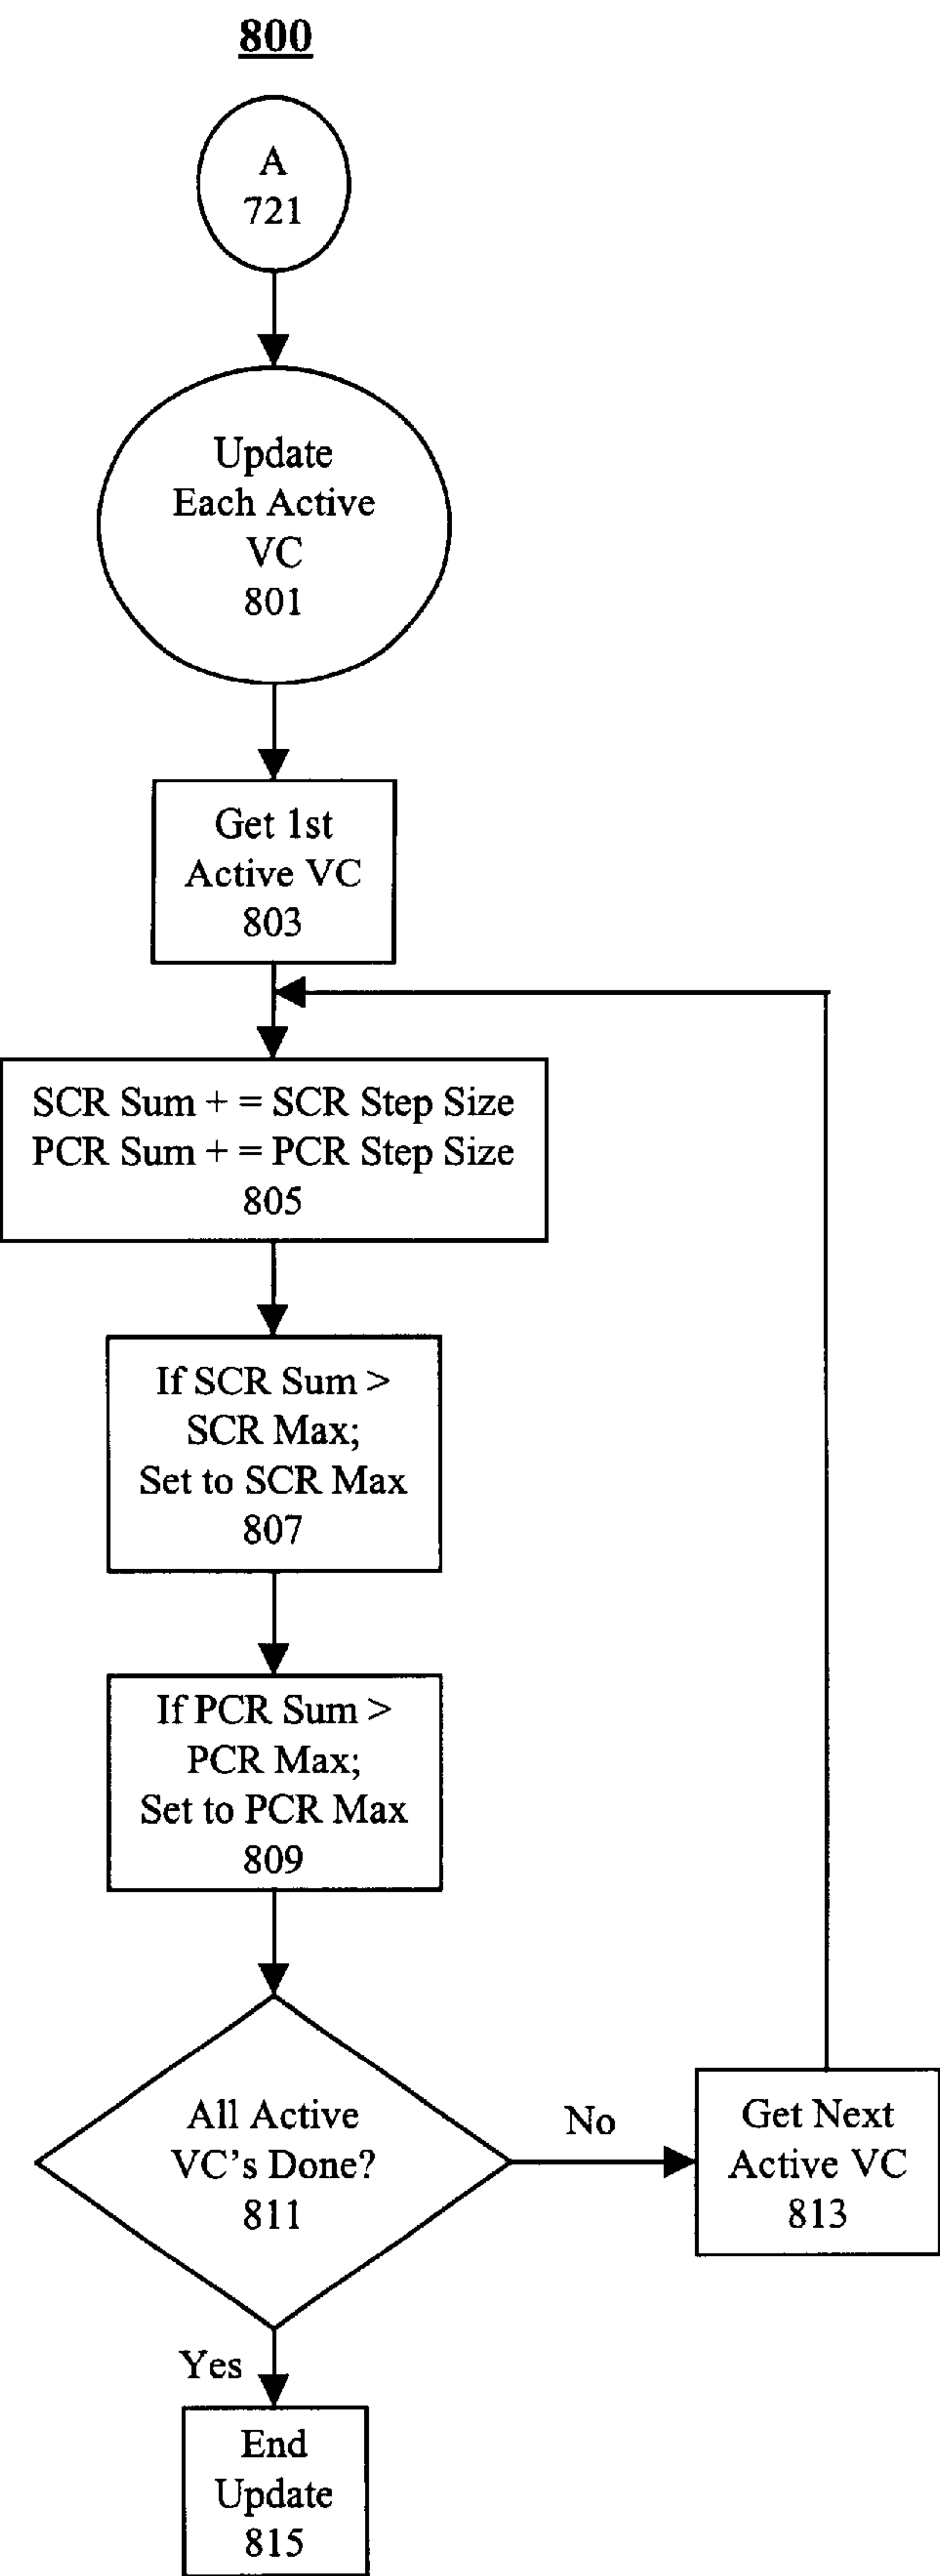 800
A
721
Update
Each Active
VC
801
Get 1st
Active VC
803
SCR Sum + = SCR Step Size
PCR Sum + = PCR Step Size
805
If SCR Sum >
SCR Max;
Set to SCR Max
807
If PCR Sum >
PCR Max;
Set to PCR Max
809
All Active
VC's Done?
811
No
Get Next
Active VC
813
Yes
End
Update
815